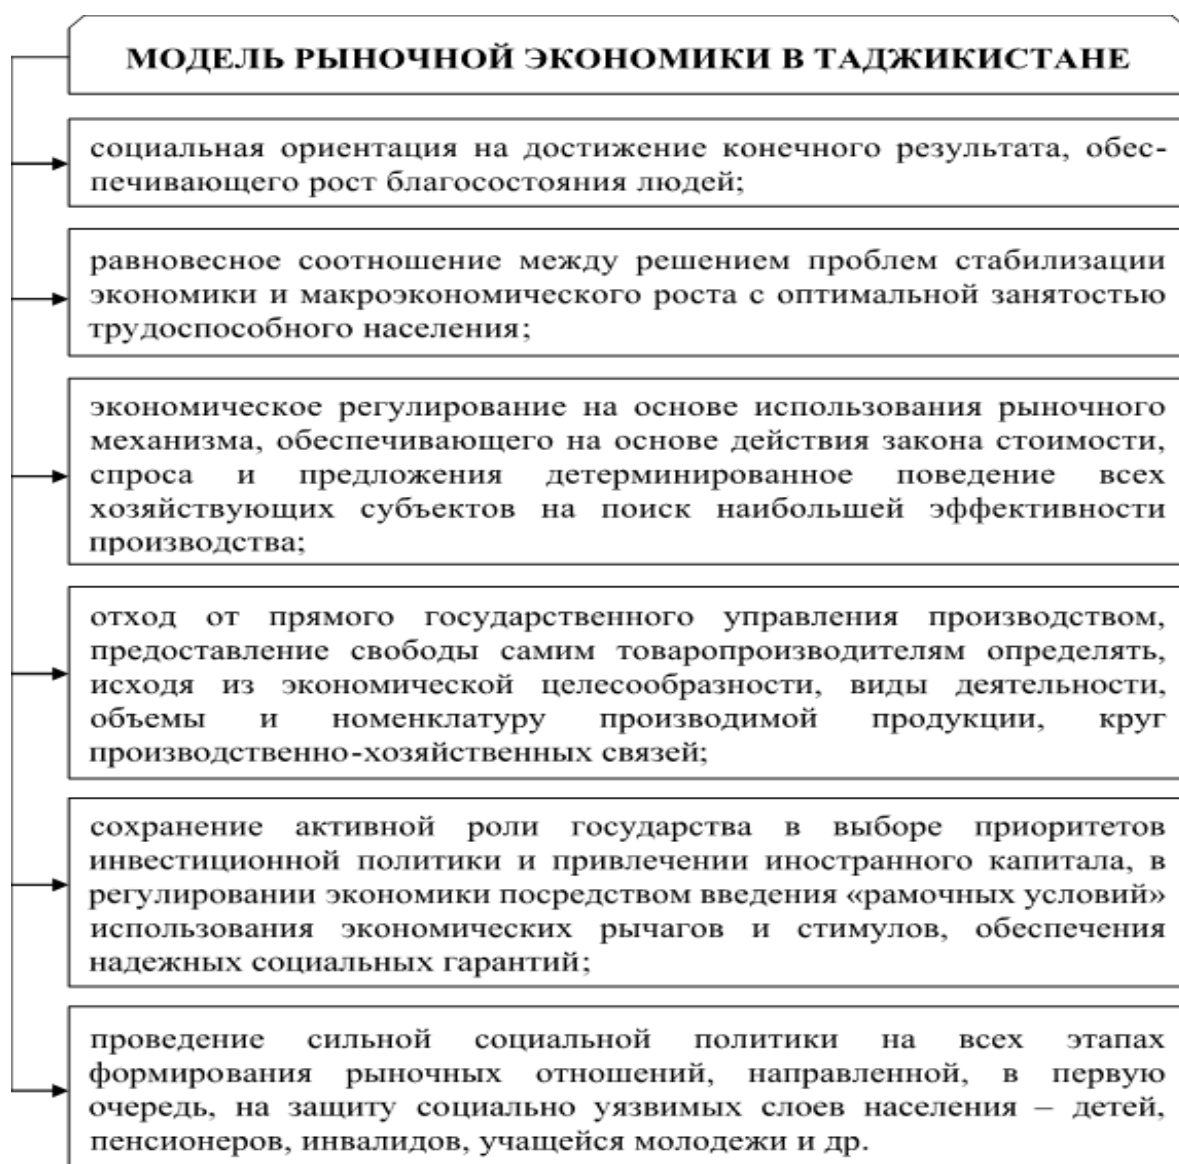 МОДЕЛЬ РЫНОЧНОЙ ЭКОНОМИКИ В ТАДЖИКИСТАНЕ
социальная ориентация на достижение конечного результата, обес-
печивающего рост благосостояния людей;
равновесное соотношение между решением проблем стабилизации
экономики и макроэкономического роста с оптимальной занятостью
трудоспособного населения;
экономическое регулирование на основе использования рыночного
механизма, обеспечивающего на основе действия закона стоимости,
спроса и предложения детерминированное поведение всех
хозяйствующих субъектов на поиск наибольшей эффективности
производства;
отход от прямого государственного управления производством,
предоставление свободы самим товаропроизводителям определять,
исходя из экономической целесообразности, виды деятельности,
объемы и номенклатуру производимой продукции, круг
производственно-хозяйственных связей;
сохранение активной роли государства в выборе приоритетов
инвестиционной политики и привлечении иностранного капитала, в
регулировании экономики посредством введения «рамочных условий»
использования экономических рычагов и стимулов, обеспечения
надежных социальных гарантий;
проведение сильной социальной политики на всех этапах
формирования рыночных отношений, направленной, в первую
очередь, на защиту социально уязвимых слоев населения – детей,
пенсионеров, инвалидов, учащейся молодежи и др.